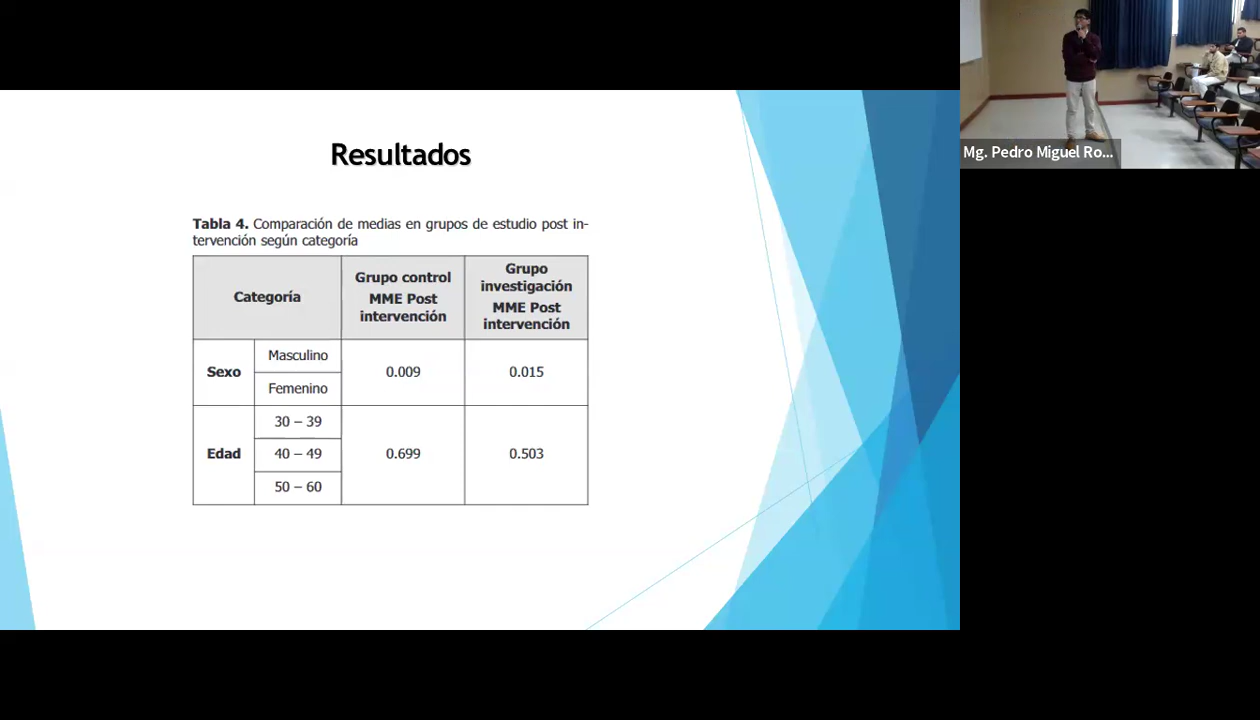 Resultados
Tabla 4. Comparación de medias en grupos de estudio post in-
tervención según categoría
Categoría
Grupo control
MME Post
intervención
Grupo
investigación
MME Post
intervención
Sexo
Masculino
Femenino
0.009
0.015
Edad
30 – 39
40 – 49
50 – 60
0.699
0.503
Mg. Pedro Miguel Ro...